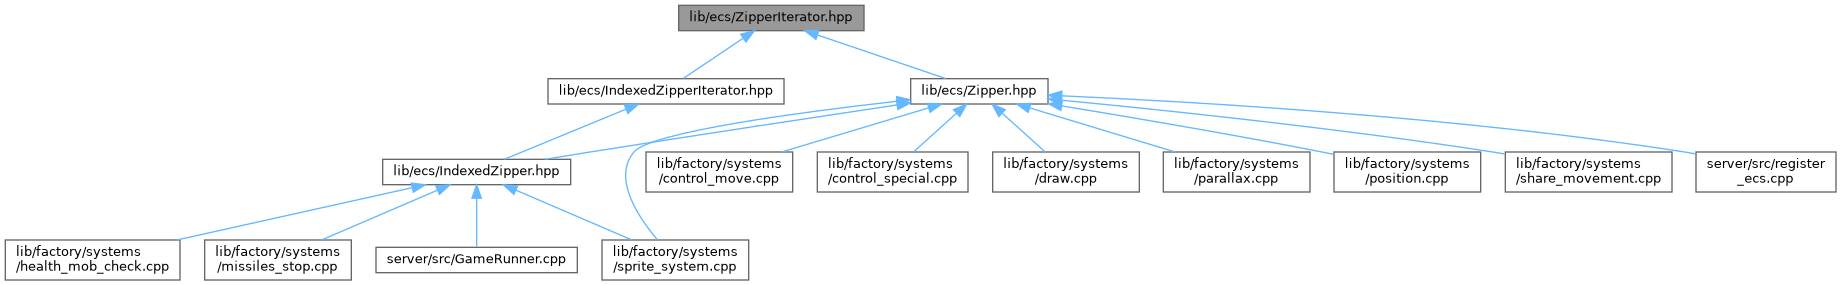 lib/ecs/ZipperIterator.hpp
lib/ecs/IndexedZipperIterator.hpp
lib/ecs/Zipper.hpp
lib/ecs/IndexedZipper.hpp
lib/factory/systems
/control_move.cpp
lib/factory/systems
/control_special.cpp
lib/factory/systems
/draw.cpp
lib/factory/systems
/parallax.cpp
lib/factory/systems
/position.cpp
lib/factory/systems
/share_movement.cpp
server/src/register
_ecs.cpp
lib/factory/systems
/health_mob_check.cpp
lib/factory/systems
/missiles_stop.cpp
server/src/GameRunner.cpp
lib/factory/systems
/sprite_system.cpp